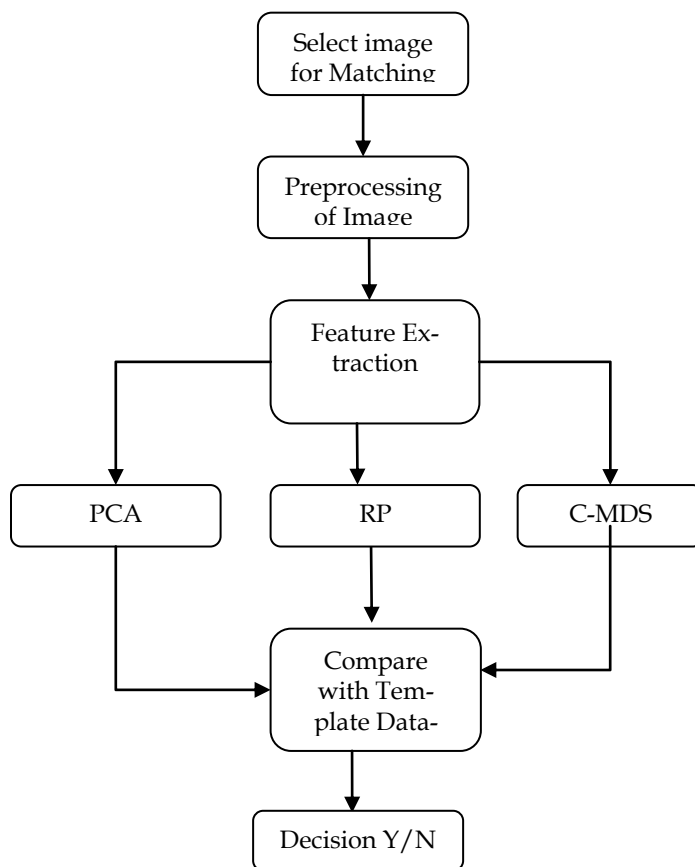 Select image
for Matching
Preprocessing
of Image
Feature Ex-
traction
PCA
RP
C-MDS
Compare
with Tem-
plate Data-
Decision Y/N